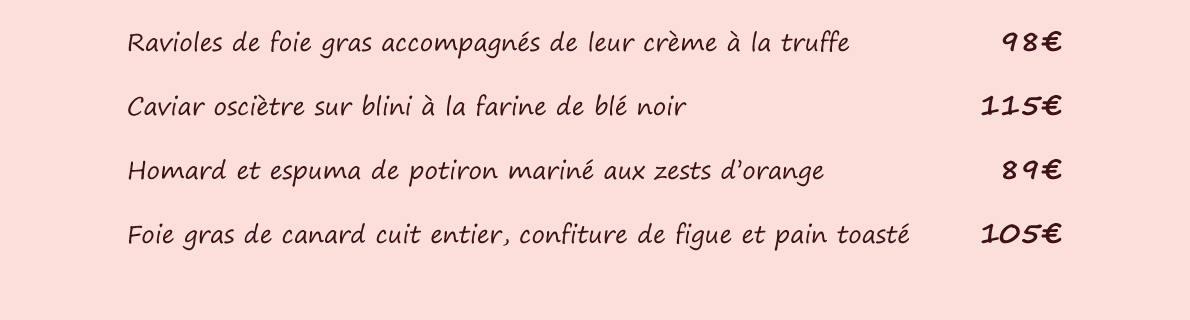 Ravioles de foie gras accompagnés de leur crème à la truffe 98€
Caviar osciètre sur blini à la farine de blé noir 115€
Homard et espuma de potiron mariné aux zests d’orange 89€
Foie gras de canard cuit entier, confiture de figue et pain toasté 105€